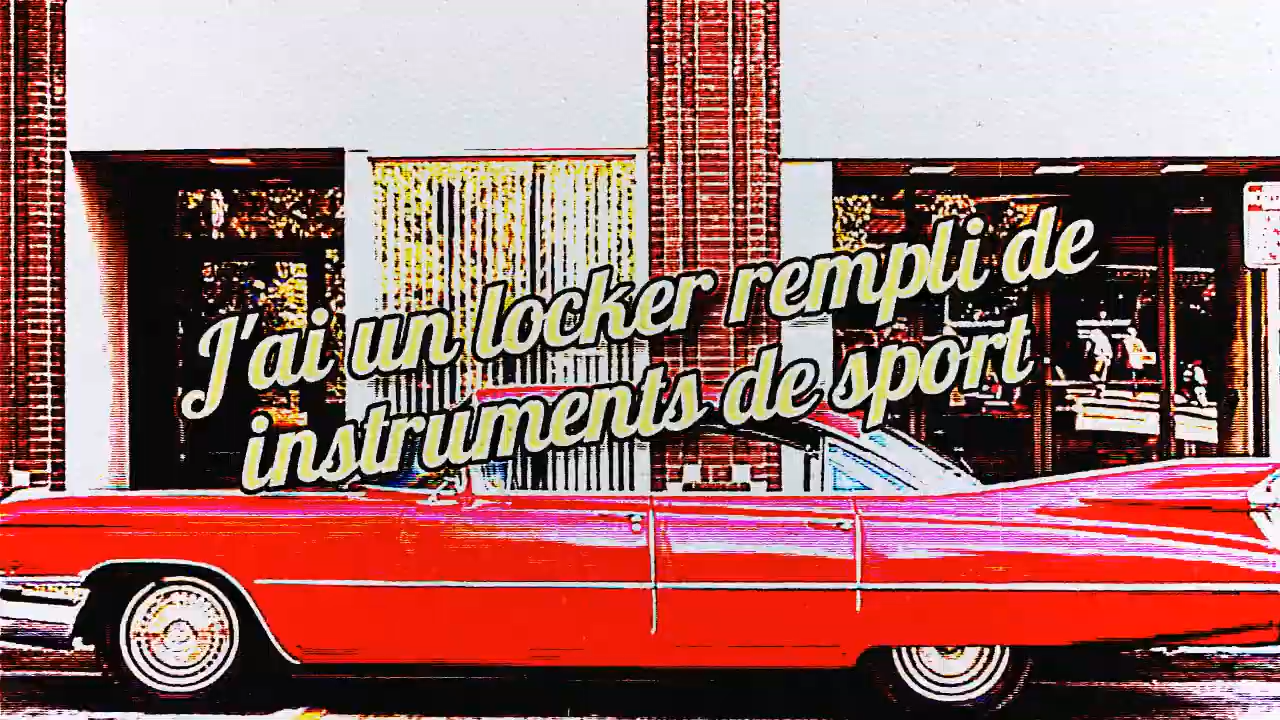 J'ai un locker rempli de
instruments de sport